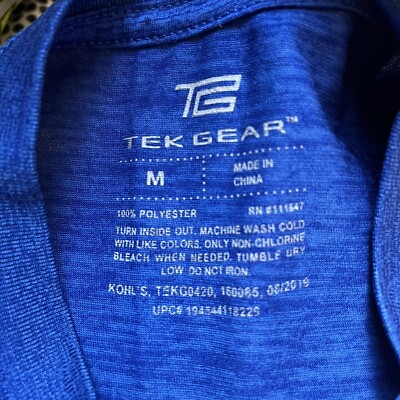 TEK GEAR™
M
MADE IN
CHINA
100% POLYESTER
RN #111647
TURN INSIDE OUT. MACHINE WASH COLD
WITH LIKE COLORS. ONLY NON-CHLORINE
BLEACH WHEN NEEDED. TUMBLE DRY
LOW. DO NOT IRON.
KOHL'S, TEKG0420, 06/2019
UPC# 194544118225